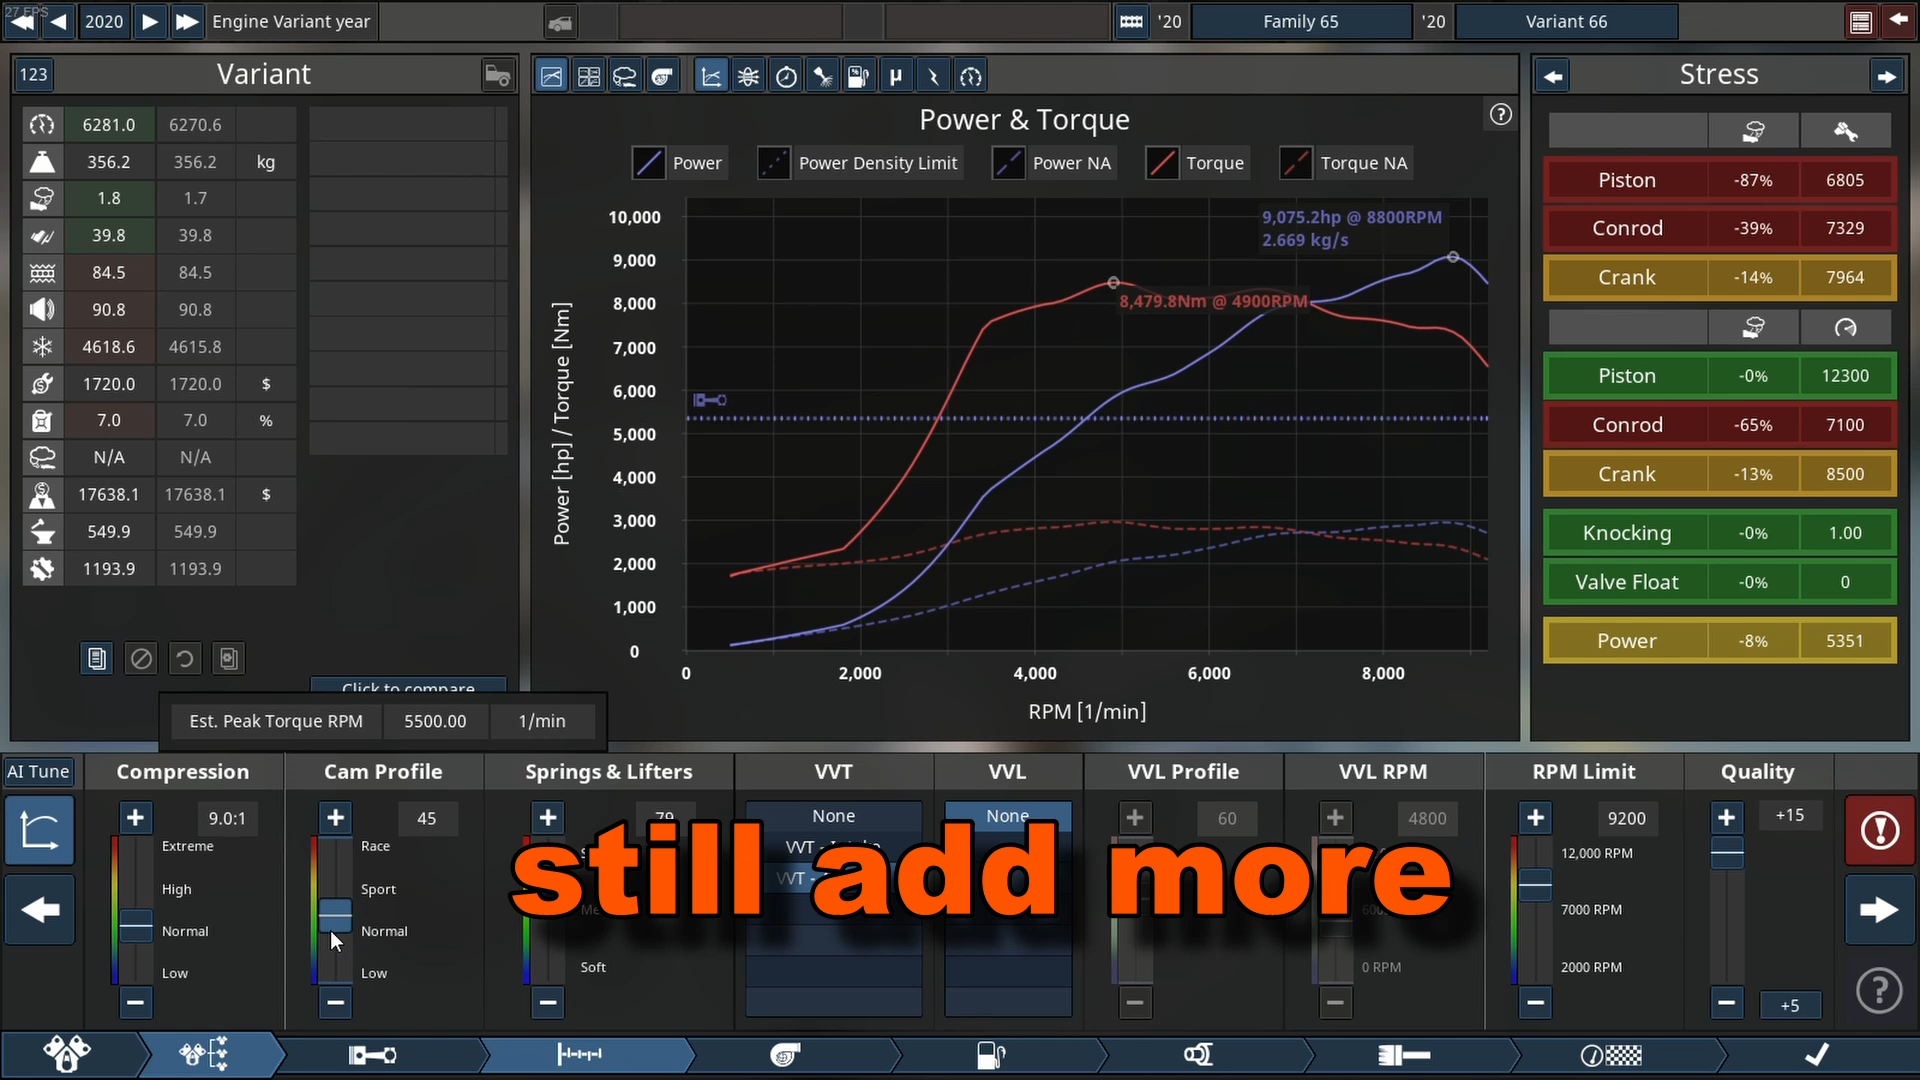 27 FPS
2020
Engine Variant year
'20
Family 65
'20
Variant 66
123
Variant
6281.0 6270.6
356.2 356.2 kg
1.8 1.7
39.8 39.8
84.5 84.5
90.8 90.8
4618.6 4615.8
1720.0 1720.0 $
7.0 7.0 %
N/A N/A
17638.1 17638.1 $
549.9 549.9
1193.9 1193.9
Click to compare
Est. Peak Torque RPM 5500.00 1/min
μ
Power & Torque
?
Power
Power Density Limit
Power NA
Torque
Torque NA
9,075.2hp @ 8800RPM
2.669 kg/s
8,479.8Nm @ 4900RPM
Power [hp] / Torque [Nm]
10,000
9,000
8,000
7,000
6,000
5,000
4,000
3,000
2,000
1,000
0
0 2,000 4,000 6,000 8,000
RPM [1/min]
Stress
Piston -87% 6805
Conrod -39% 7329
Crank -14% 7964
Piston -0% 12300
Conrod -65% 7100
Crank -13% 8500
Knocking -0% 1.00
Valve Float -0% 0
Power -8% 5351
AI Tune
Compression
9.0:1
Extreme
High
Normal
Low
Cam Profile
45
Race
Sport
Normal
Low
Springs & Lifters
79
Soft
VVT
None
VVT -
VVT -
VVL
None
VVL Profile
60
VVL RPM
4800
0 RPM
RPM Limit
9200
12,000 RPM
7000 RPM
2000 RPM
Quality
+15
+5
?
still add more